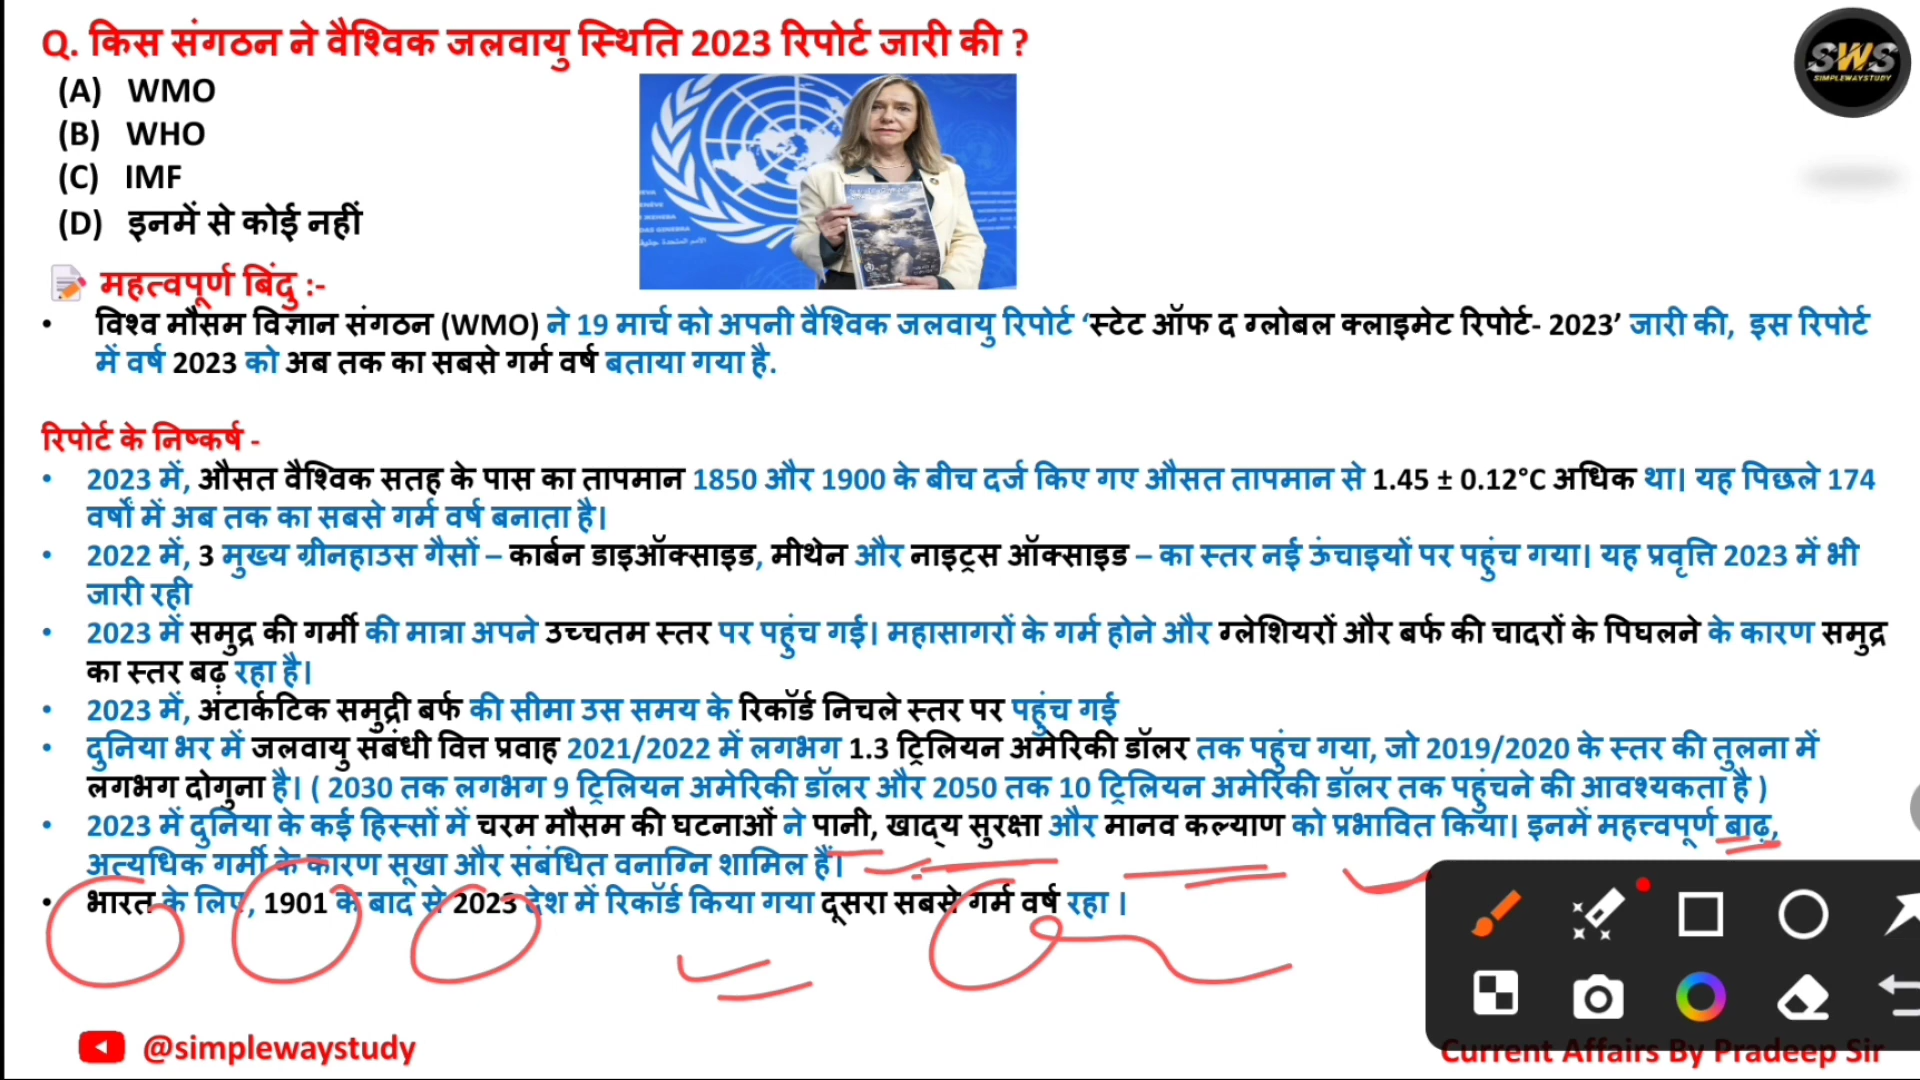 Q. किस संगठन ने वैश्विक जलवायु स्थिति 2023 रिपोर्ट जारी की ?
SWS
SIMPLEWAYSTUDY
(A) WMO
(B) WHO
(C) IMF
(D) इनमें से कोई नहीं
महत्वपूर्ण बिंदु :-
• विश्व मौसम विज्ञान संगठन (WMO) ने 19 मार्च को अपनी वैश्विक जलवायु रिपोर्ट ‘स्टेट ऑफ द ग्लोबल क्लाइमेट रिपोर्ट- 2023’ जारी की, इस रिपोर्ट
में वर्ष 2023 को अब तक का सबसे गर्म वर्ष बताया गया है.
रिपोर्ट के निष्कर्ष -
• 2023 में, औसत वैश्विक सतह के पास का तापमान 1850 और 1900 के बीच दर्ज किए गए औसत तापमान से 1.45 ± 0.12°C अधिक था। यह पिछले 174
वर्षों में अब तक का सबसे गर्म वर्ष बनाता है।
• 2022 में, 3 मुख्य ग्रीनहाउस गैसों – कार्बन डाइऑक्साइड, मीथेन और नाइट्रस ऑक्साइड – का स्तर नई ऊंचाइयों पर पहुंच गया। यह प्रवृत्ति 2023 में भी
जारी रही
• 2023 में समुद्र की गर्मी की मात्रा अपने उच्चतम स्तर पर पहुंच गई। महासागरों के गर्म होने और ग्लेशियरों और बर्फ की चादरों के पिघलने के कारण समुद्र
का स्तर बढ़ रहा है।
• 2023 में, अंटार्कटिक समुद्री बर्फ की सीमा उस समय के रिकॉर्ड निचले स्तर पर पहुंच गई
• दुनिया भर में जलवायु संबंधी वित्त प्रवाह 2021/2022 में लगभग 1.3 ट्रिलियन अमेरिकी डॉलर तक पहुंच गया, जो 2019/2020 के स्तर की तुलना में
लगभग दोगुना है। ( 2030 तक लगभग 9 ट्रिलियन अमेरिकी डॉलर और 2050 तक 10 ट्रिलियन अमेरिकी डॉलर तक पहुंचने की आवश्यकता है )
• 2023 में दुनिया के कई हिस्सों में चरम मौसम की घटनाओं ने पानी, खाद्य सुरक्षा और मानव कल्याण को प्रभावित किया। इनमें महत्त्वपूर्ण बाढ़,
अत्यधिक गर्मी के कारण सूखा और संबंधित वनाग्नि शामिल हैं।
• भारत के लिए, 1901 के बाद से 2023 देश में रिकॉर्ड किया गया दूसरा सबसे गर्म वर्ष रहा ।
@simplewaystudy
Current Affairs By Pradeep Sir